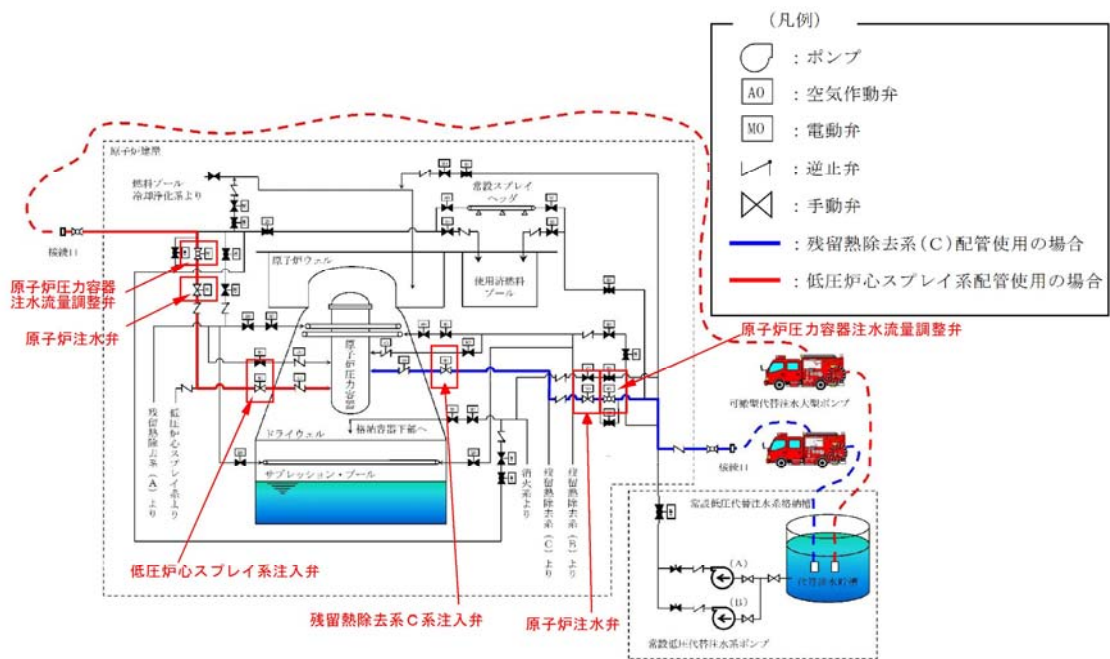 (凡例)
：ポンプ
AO
：空気作動弁
MO
：電動弁
：逆止弁
：手動弁
：残留熱除去系(C)配管使用の場合
：低圧炉心スプレイ系配管使用の場合
原子炉建屋
燃料プール
冷却浄化系より
常設スプレイ
ヘッダ
接続口
原子炉圧力容器
注水流量調整弁
原子炉ウェル
使用済燃料
プール
原子炉注水弁
原子炉圧力容器
原子炉圧力容器注水流量調整弁
可搬型代替注水大型ポンプ
ドライウェル
格納容器下部へ
サプレッション・プール
残留熱除去系(A)より
低圧炉心スプレイ系より
消火系より
残留熱除去系(C)より
残留熱除去系(B)より
接続口
常設低圧代替注水系格納槽
代替淡水貯槽
(A)
(B)
常設低圧代替注水系ポンプ
低圧炉心スプレイ系注入弁
残留熱除去系C系注入弁
原子炉注水弁